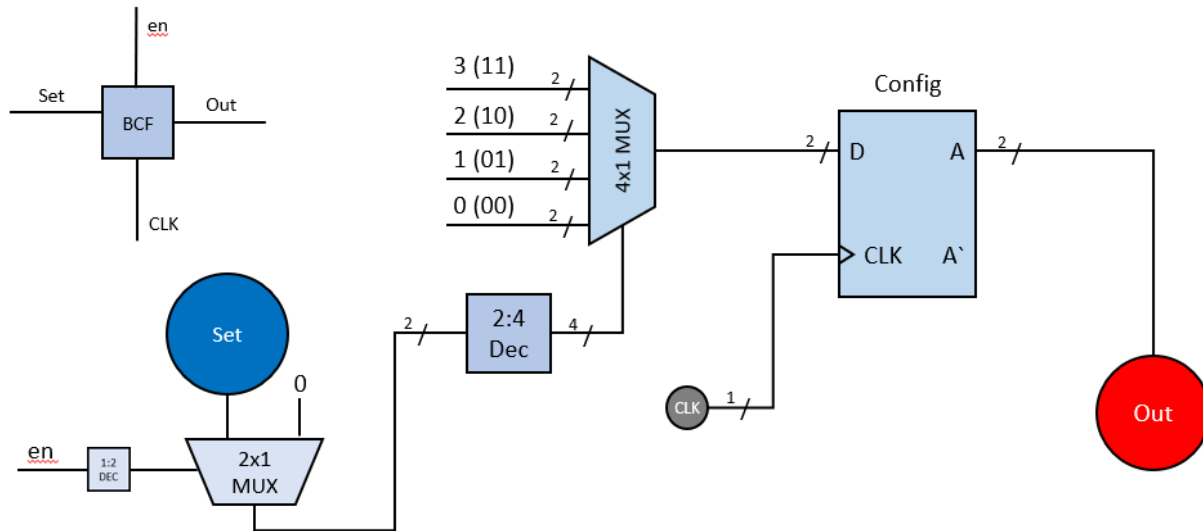 en
Set
BCF
Out
CLK
3 (11)
2
2 (10)
2
1 (01)
2
0 (00)
2
4x1 MUX
Config
2
D
A
2
CLK
A`
Set
0
2
2:4
Dec
4
CLK
1
Out
en
1:2
DEC
2x1
MUX